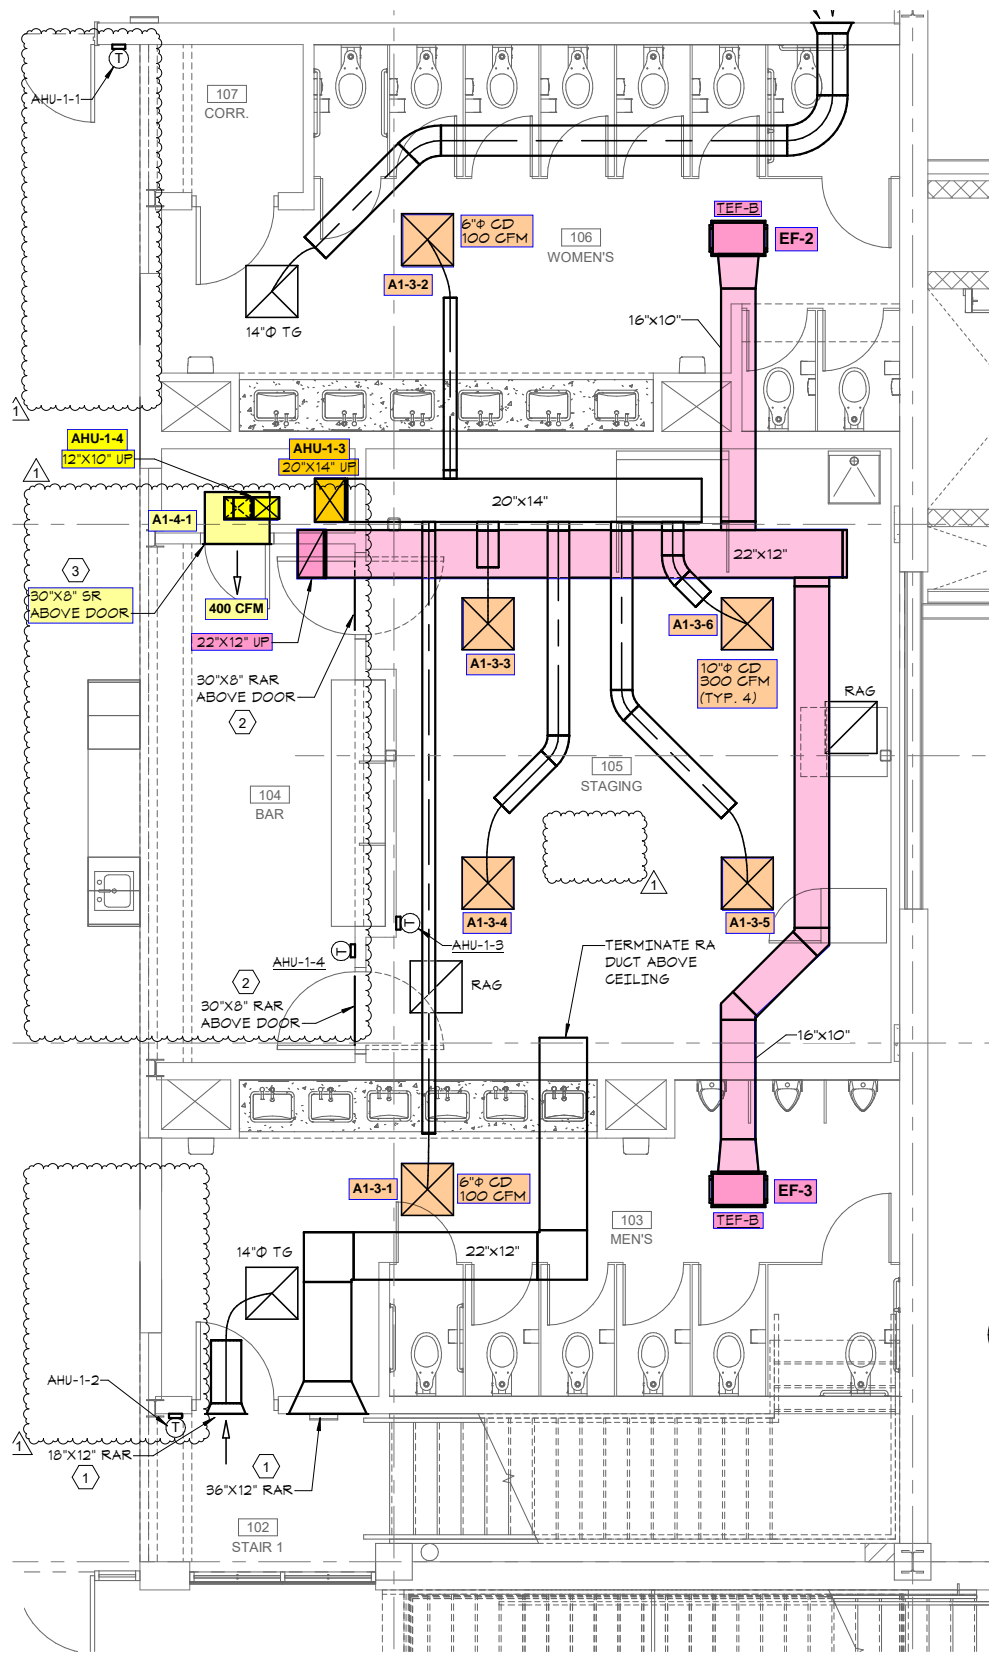 T
AHU-1-1
107
CORR.
6"Φ CD
100 CFM
TEF-B
EF-2
106
WOMEN'S
A1-3-2
14"Φ TG
16"x10"
1
AHU-1-4
12"X10" UP
AHU-1-3
20"X14" UP
1
20"x14"
A1-4-1
22"x12"
3
30"X8" SR
ABOVE DOOR
400 CFM
22"X12" UP
A1-3-3
A1-3-6
30"X8" RAR
ABOVE DOOR
2
10"Φ CD
300 CFM
(TYP. 4)
RAG
105
STAGING
104
BAR
1
A1-3-4
A1-3-5
T
AHU-1-3
T
AHU-1-4
TERMINATE RA
DUCT ABOVE
CEILING
2
30"X8" RAR
ABOVE DOOR
RAG
16"x10"
A1-3-1
6"Φ CD
100 CFM
EF-3
TEF-B
103
MEN'S
14"Φ TG
22"x12"
AHU-1-2
T
1
18"X12" RAR
1
1
36"X12" RAR
102
STAIR 1